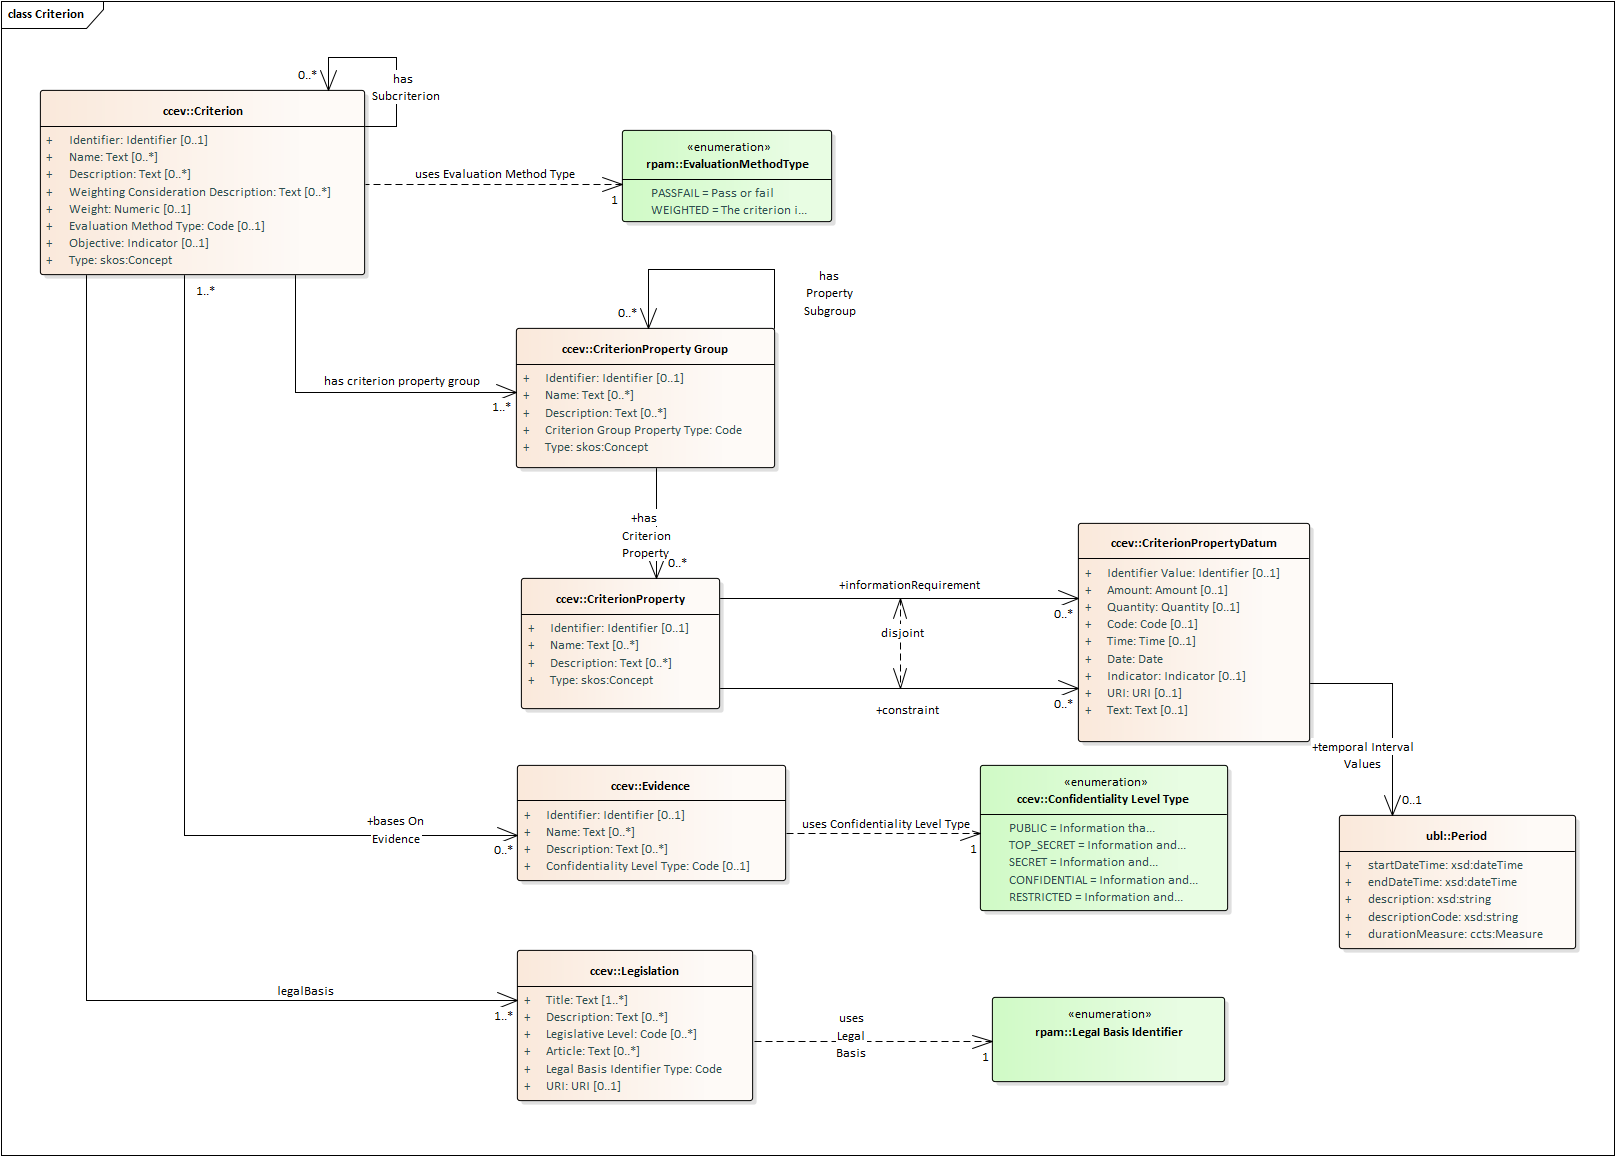 class Criterion
0..*
has
Subcriterion
ccev::Criterion
+ Identifier: Identifier [0..1]
+ Name: Text [0..*]
+ Description: Text [0..*]
+ Weighting Consideration Description: Text [0..*]
+ Weight: Numeric [0..1]
+ Evaluation Method Type: Code [0..1]
+ Objective: Indicator [0..1]
+ Type: skos:Concept
uses Evaluation Method Type
1
«enumeration»
rpam::EvaluationMethodType
PASSFAIL = Pass or fail
WEIGHTED = The criterion i...
1..*
has
Property
Subgroup
0..*
ccev::CriterionProperty Group
+ Identifier: Identifier [0..1]
+ Name: Text [0..*]
+ Description: Text [0..*]
+ Criterion Group Property Type: Code
+ Type: skos:Concept
has criterion property group
1..*
+has
Criterion
Property
0..*
ccev::CriterionProperty
+ Identifier: Identifier [0..1]
+ Name: Text [0..*]
+ Description: Text [0..*]
+ Type: skos:Concept
+informationRequirement
0..*
disjoint
+constraint
0..*
ccev::CriterionPropertyDatum
+ Identifier Value: Identifier [0..1]
+ Amount: Amount [0..1]
+ Quantity: Quantity [0..1]
+ Code: Code [0..1]
+ Time: Time [0..1]
+ Date: Date
+ Indicator: Indicator [0..1]
+ URI: URI [0..1]
+ Text: Text [0..1]
+temporal Interval
Values
0..1
ubl::Period
+ startDateTime: xsd:dateTime
+ endDateTime: xsd:dateTime
+ description: xsd:string
+ descriptionCode: xsd:string
+ durationMeasure: ccts:Measure
+bases On
Evidence
0..*
ccev::Evidence
+ Identifier: Identifier [0..1]
+ Name: Text [0..*]
+ Description: Text [0..*]
+ Confidentiality Level Type: Code [0..1]
uses Confidentiality Level Type
1
«enumeration»
ccev::Confidentiality Level Type
PUBLIC = Information tha...
TOP_SECRET = Information and...
SECRET = Information and...
CONFIDENTIAL = Information and...
RESTRICTED = Information and...
legalBasis
1..*
ccev::Legislation
+ Title: Text [1..*]
+ Description: Text [0..*]
+ Legislative Level: Code [0..*]
+ Article: Text [0..*]
+ Legal Basis Identifier Type: Code
+ URI: URI [0..1]
uses
Legal
Basis
1
«enumeration»
rpam::Legal Basis Identifier